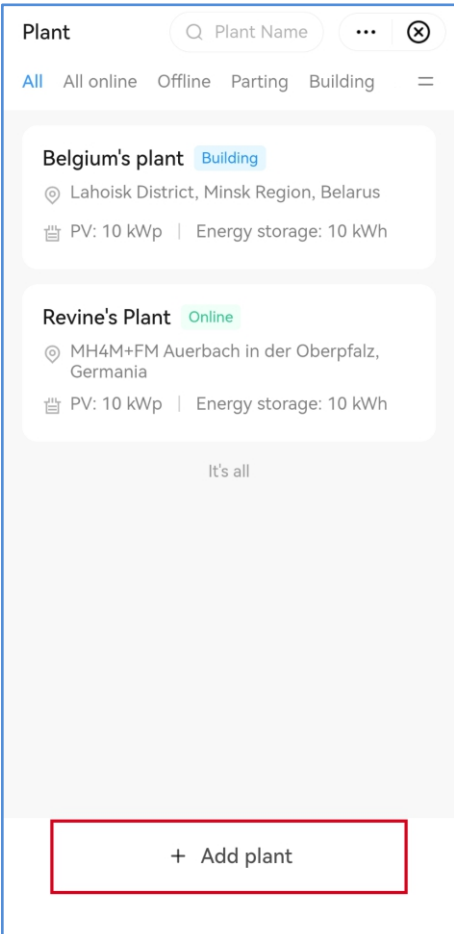 Plant
Plant Name
All All online Offline Parting Building
Belgium's plant Building
Lahoisk District, Minsk Region, Belarus
PV: 10 kWp | Energy storage: 10 kWh
Revine's Plant Online
MH4M+FM Auerbach in der Oberpfalz,
Germania
PV: 10 kWp | Energy storage: 10 kWh
It's all
+ Add plant